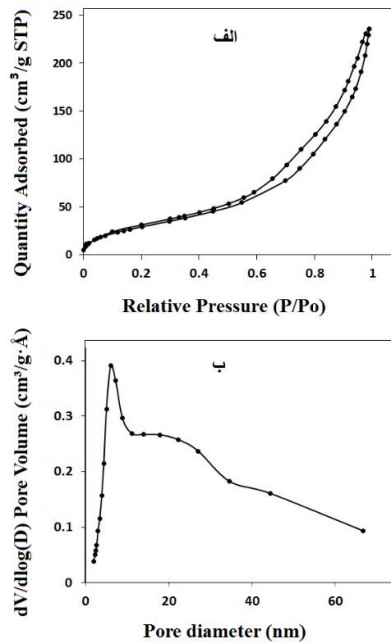 الف
Quantity Adsorbed (cm³/g STP)
250
200
150
100
50
0
0 0.2 0.4 0.6 0.8 1
Relative Pressure (P/Po)
ب
dV/dlog(D) Pore Volume (cm³/g·Å)
0.4
0.3
0.2
0.1
0
0 20 40 60
Pore diameter (nm)